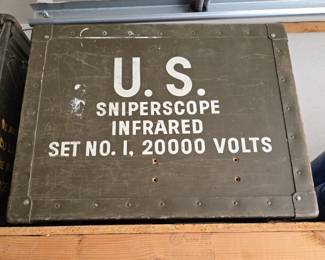 U. S.
SNIPERSCOPE
INFRARED
SET NO. 1, 20000 VOLTS